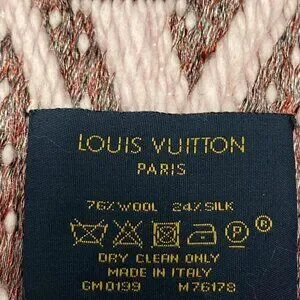 LOUIS VUITTON
PARIS
76% WOOL 24% SILK
P
DRY CLEAN ONLY
MADE IN ITALY
GM0199 M76178